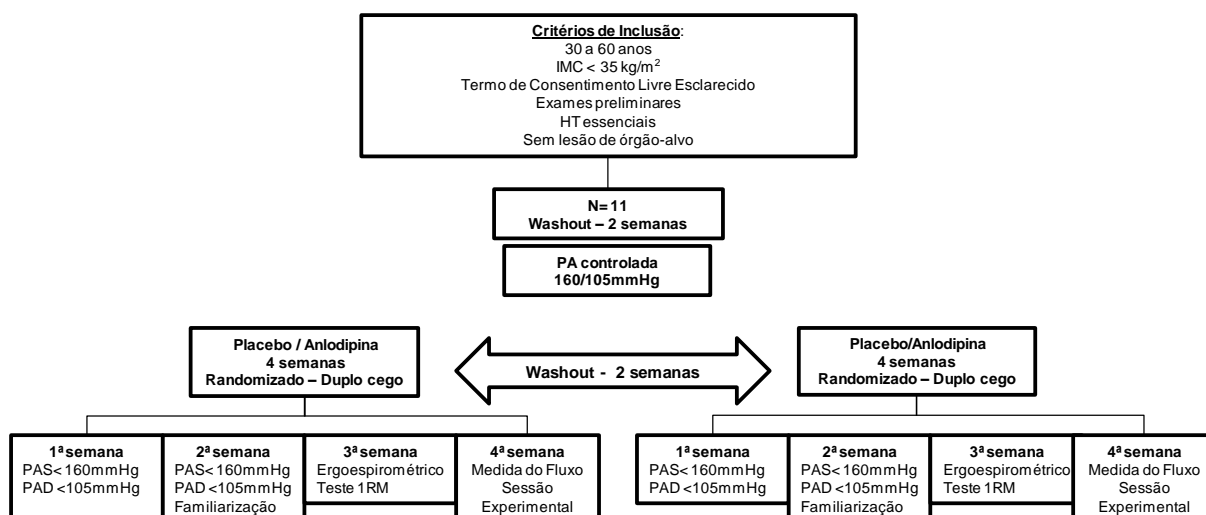 Critérios de Inclusão:
30 a 60 anos
IMC < 35 kg/m²
Termo de Consentimento Livre Esclarecido
Exames preliminares
HT essenciais
Sem lesão de órgão-alvo
N= 11
Washout – 2 semanas
PA controlada
160/105mmHg
Placebo / Anlodipina
4 semanas
Randomizado – Duplo cego
Washout - 2 semanas
Placebo/Anlodipina
4 semanas
Randomizado – Duplo cego
1ª semana
PAS< 160mmHg
PAD <105mmHg
2ª semana
PAS<160mmHg
PAD <105mmHg
Familiarização
3ª semana
Ergoespirométrico
Teste 1RM
4ª semana
Medida do Fluxo
Sessão
Experimental
1ª semana
PAS< 160mmHg
PAD <105mmHg
2ª semana
PAS<160mmHg
PAD <105mmHg
Familiarização
3ª semana
Ergoespirométrico
Teste 1RM
4ª semana
Medida do Fluxo
Sessão
Experimental